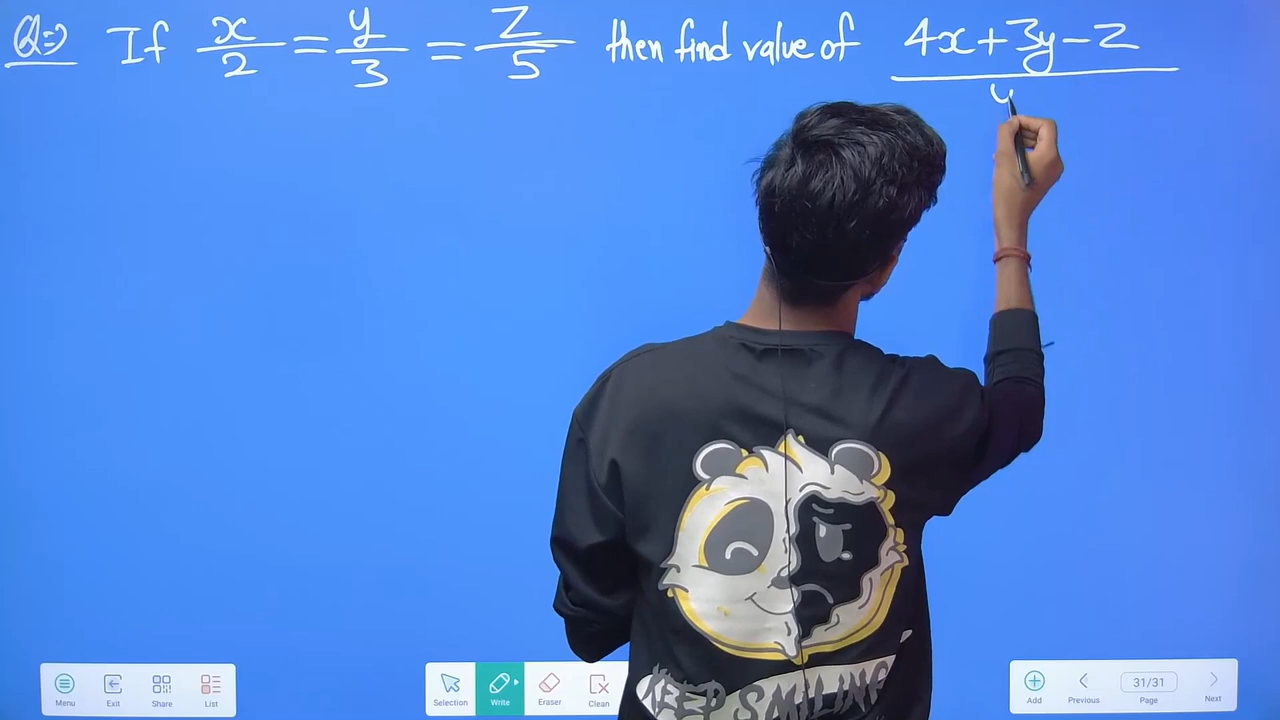 Q⇒ If x/2 = y/3 = z/5 then find value of 4x+3y-z/y
KEEP SMILING
Menu Exit Share List
Selection Write Eraser Clean
Add Previous 31/31 Page Next